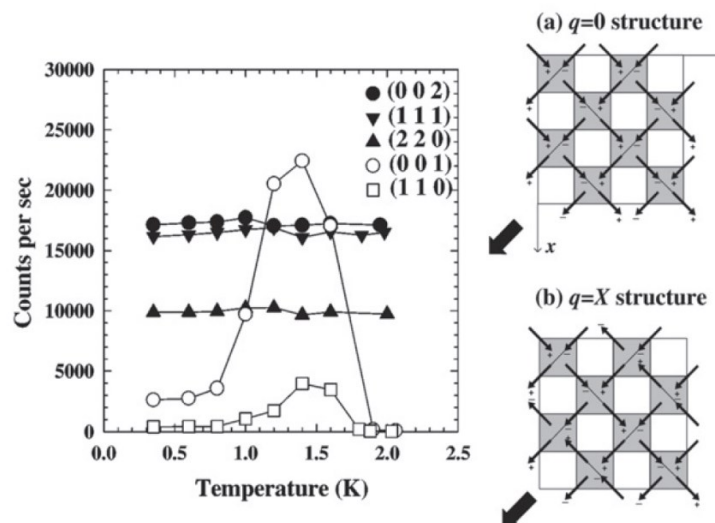 (a) q=0 structure
30000
25000
20000
15000
10000
5000
0
Counts per sec
(0 0 2)
(1 1 1)
(2 2 0)
(0 0 1)
(1 1 0)
0.0 0.5 1.0 1.5 2.0 2.5
Temperature (K)
x
(b) q=X structure